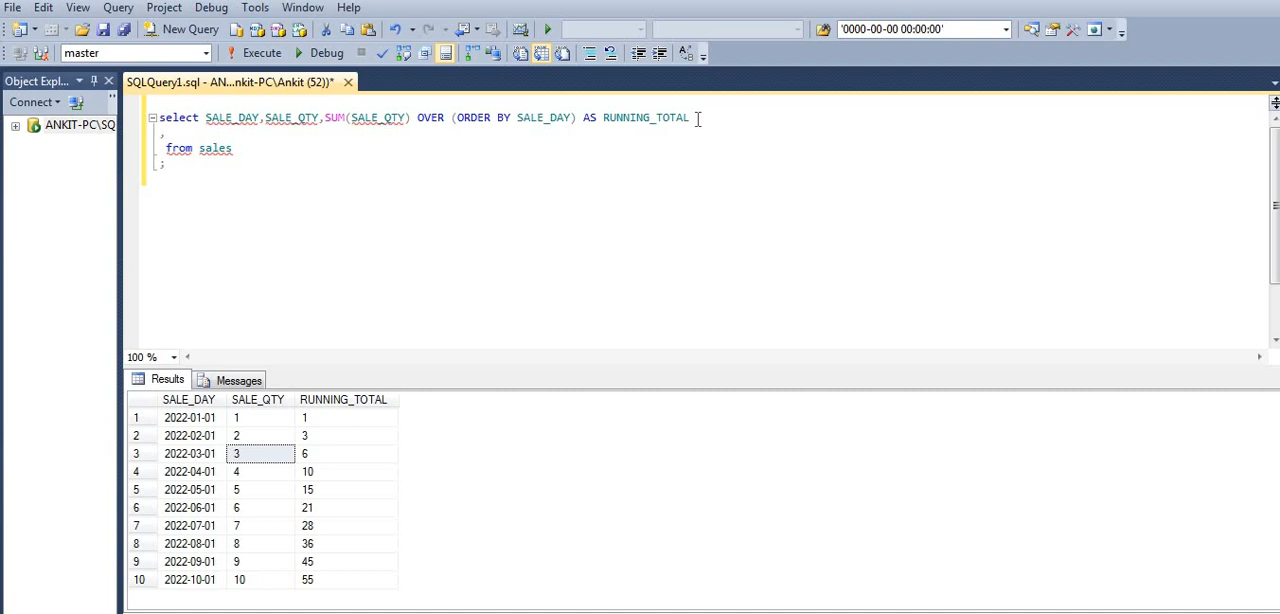 File Edit View Query Project Debug Tools Window Help
New Query '0000-00-00 00:00:00'
master Execute Debug
Object Expl...
SQLQuery1.sql - AN...nkit-PC\Ankit (52))*
Connect
ANKIT-PC\SQ
select SALE_DAY,SALE_QTY,SUM(SALE_QTY) OVER (ORDER BY SALE_DAY) AS RUNNING_TOTAL
,
from sales
;
100 %
Results Messages
SALE_DAY SALE_QTY RUNNING_TOTAL
1 2022-01-01 1 1
2 2022-02-01 2 3
3 2022-03-01 3 6
4 2022-04-01 4 10
5 2022-05-01 5 15
6 2022-06-01 6 21
7 2022-07-01 7 28
8 2022-08-01 8 36
9 2022-09-01 9 45
10 2022-10-01 10 55